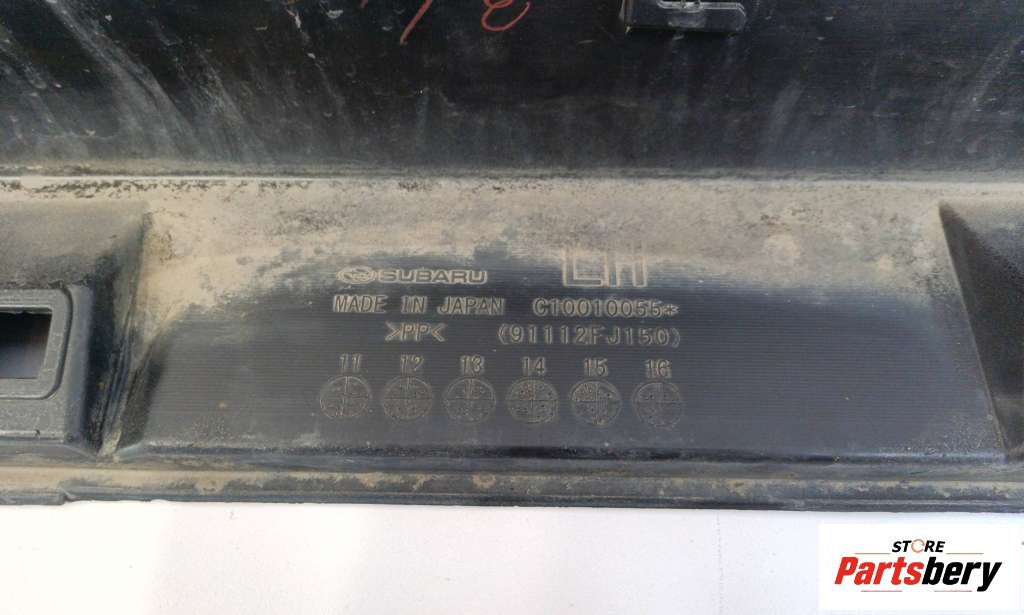 SUBARU LH
MADE IN JAPAN C10010055*
>PP< (91112FJ150)
11 12 13 14 15 16
STORE
Partsbery